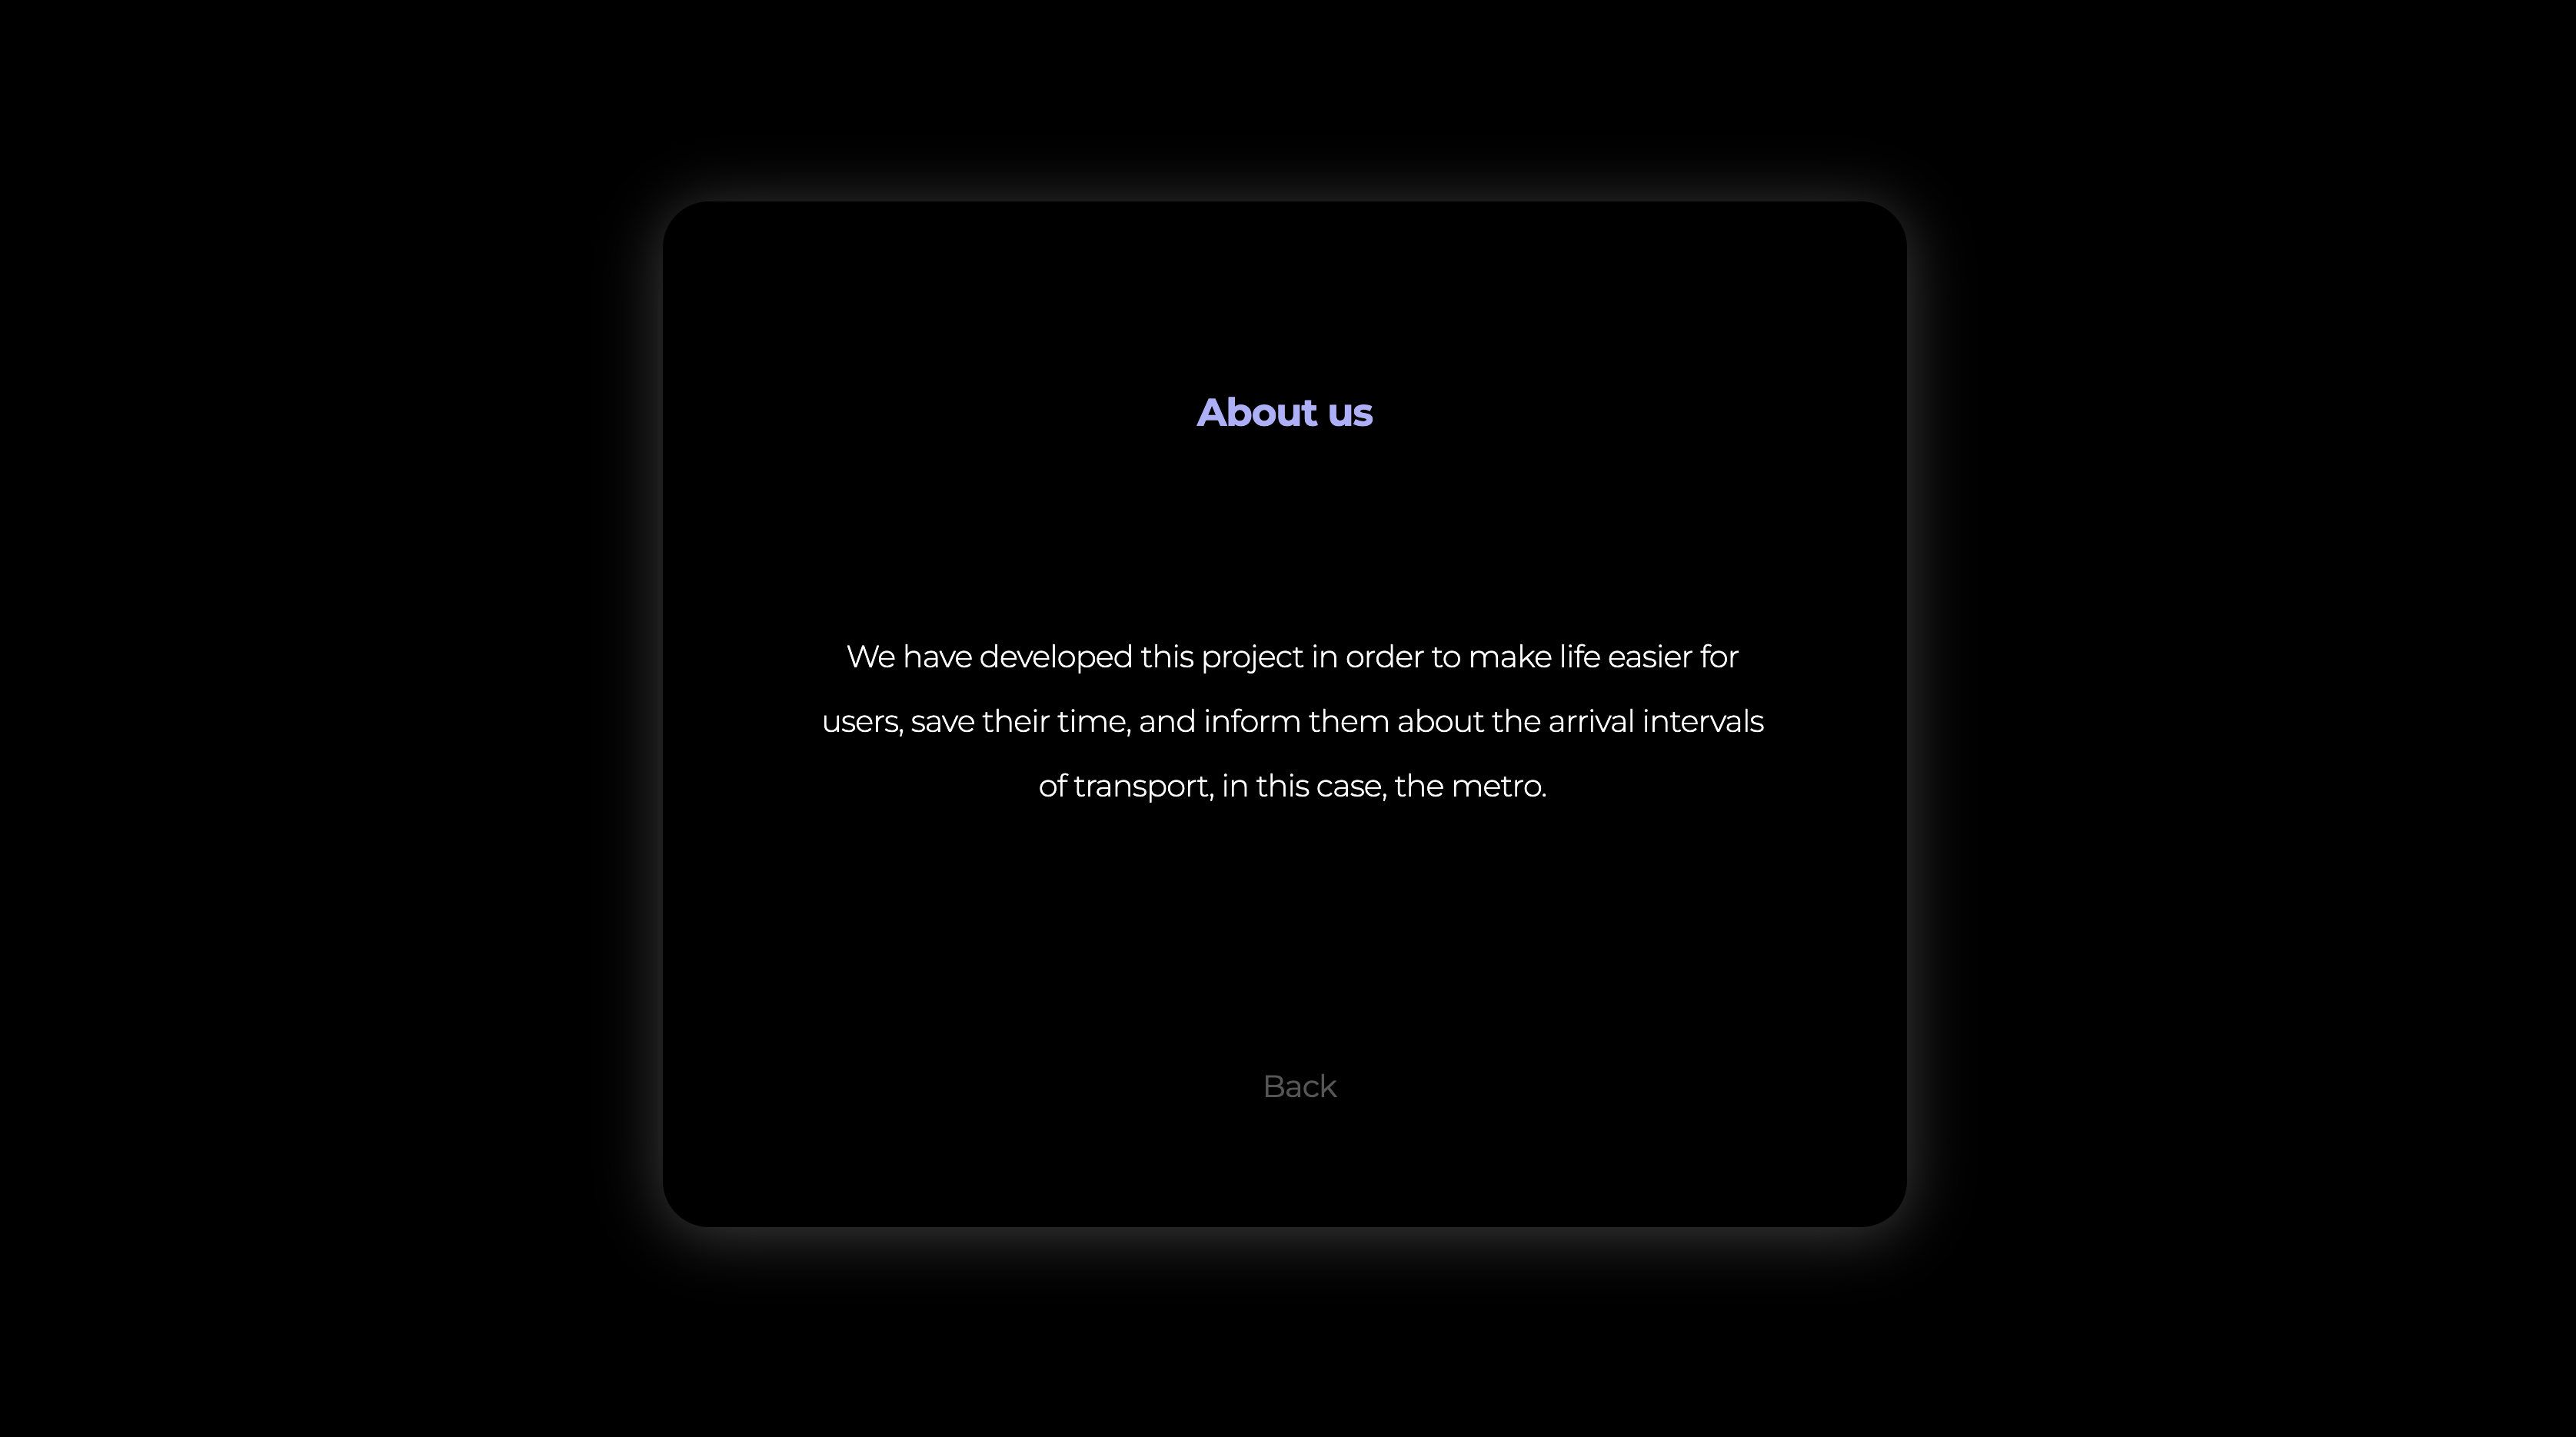 About us
We have developed this project in order to make life easier for
users, save their time, and inform them about the arrival intervals
of transport, in this case, the metro.
Back